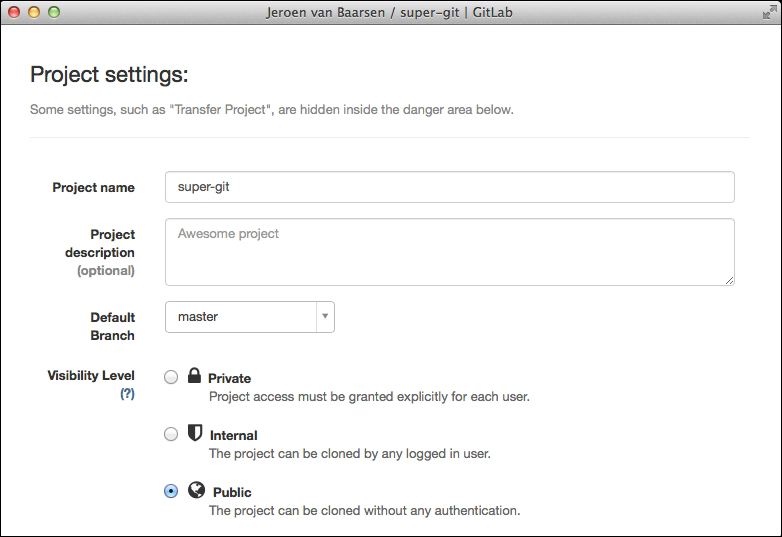 Jeroen van Baarsen / super-git | GitLab
Project settings:
Some settings, such as "Transfer Project", are hidden inside the danger area below.
Project name
super-git
Project
description
(optional)
Awesome project
Default
Branch
master
Visibility Level
(?)
Private
Project access must be granted explicitly for each user.
Internal
The project can be cloned by any logged in user.
Public
The project can be cloned without any authentication.